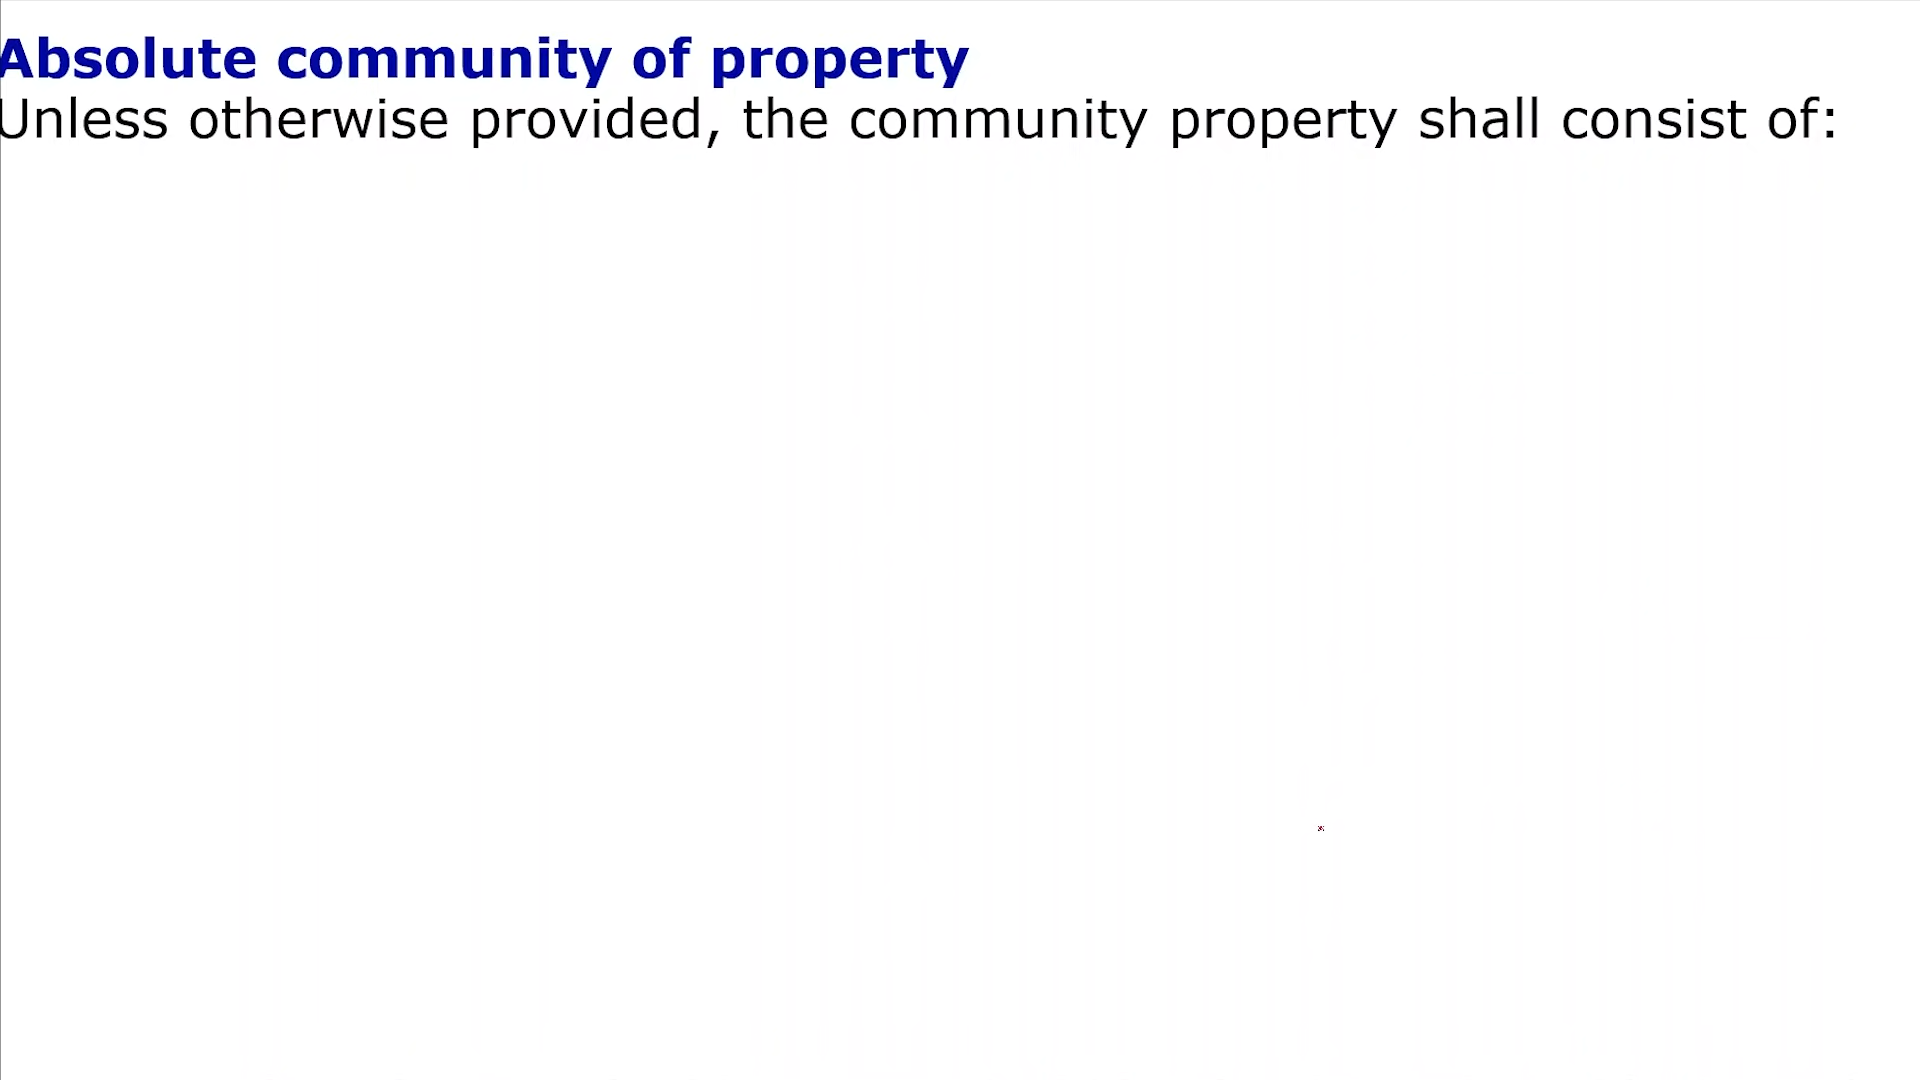 Absolute community of property
Unless otherwise provided, the community property shall consist of: